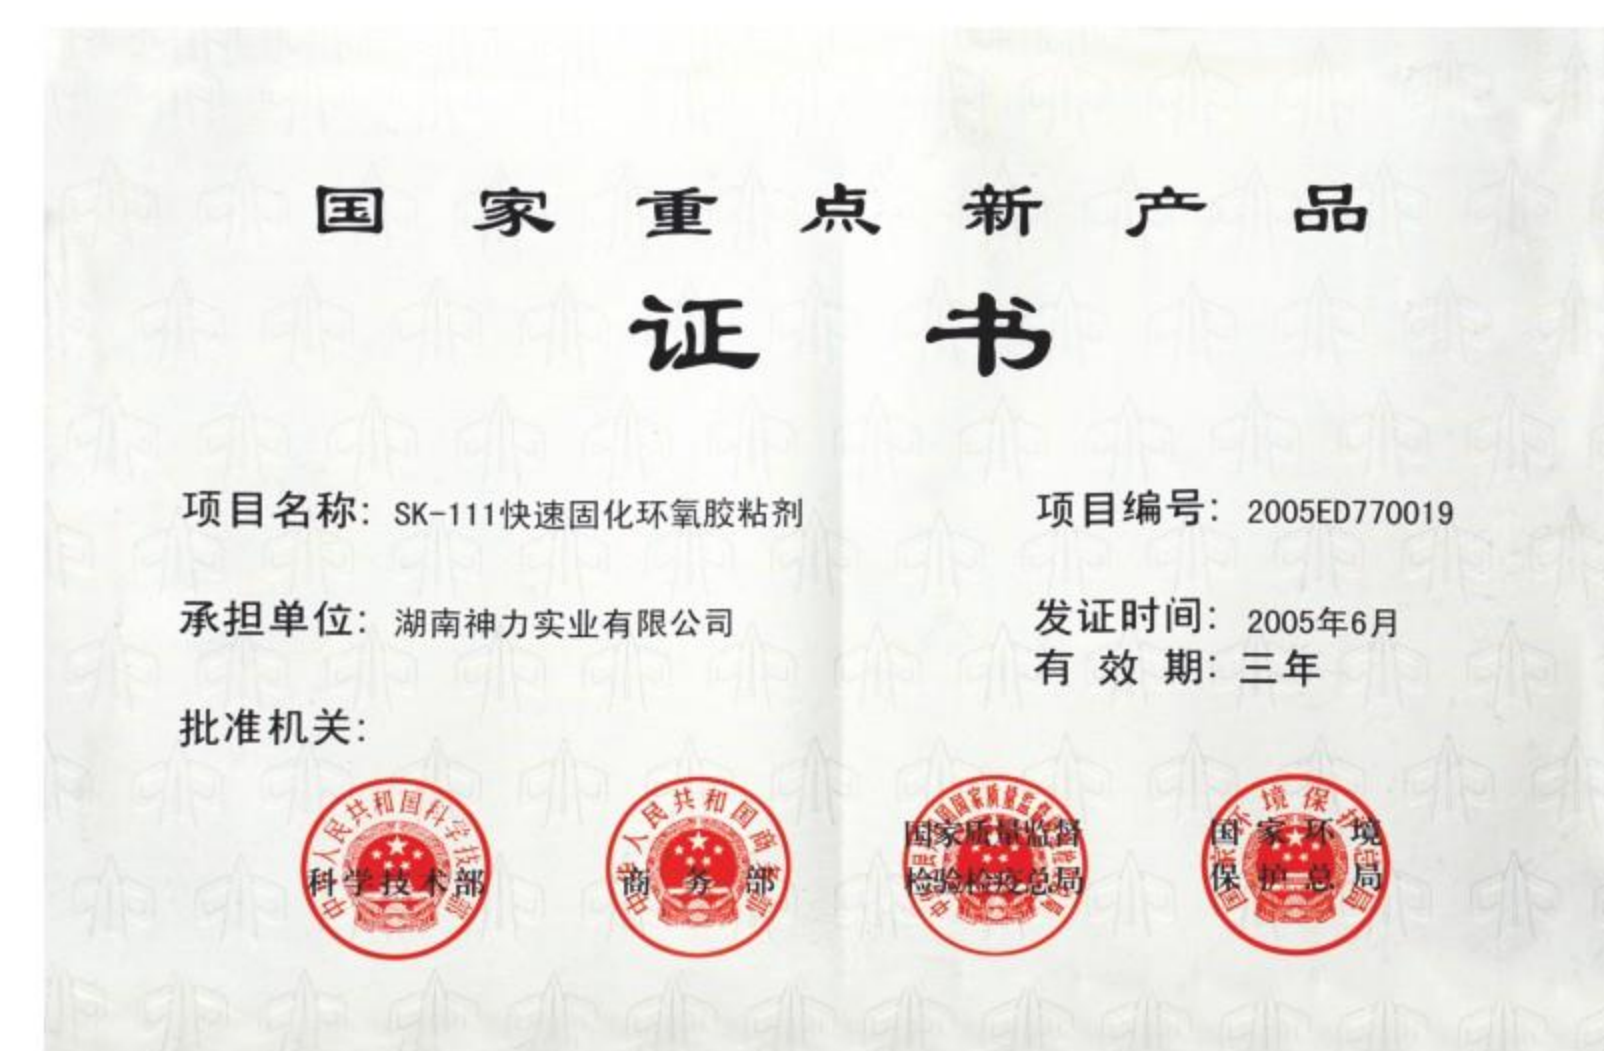 国家重点新产品
证书
项目名称: SK-111快速固化环氧胶粘剂
项目编号: 2005ED770019
承担单位: 湖南神力实业有限公司
发证时间: 2005年6月
有效期: 三年
批准机关:
中华人民共和国科学技术部
科学技术部
中华人民共和国商务部
商务部
国家质量监督
检验检疫总局
国家环境保护总局
国家环境
保护总局